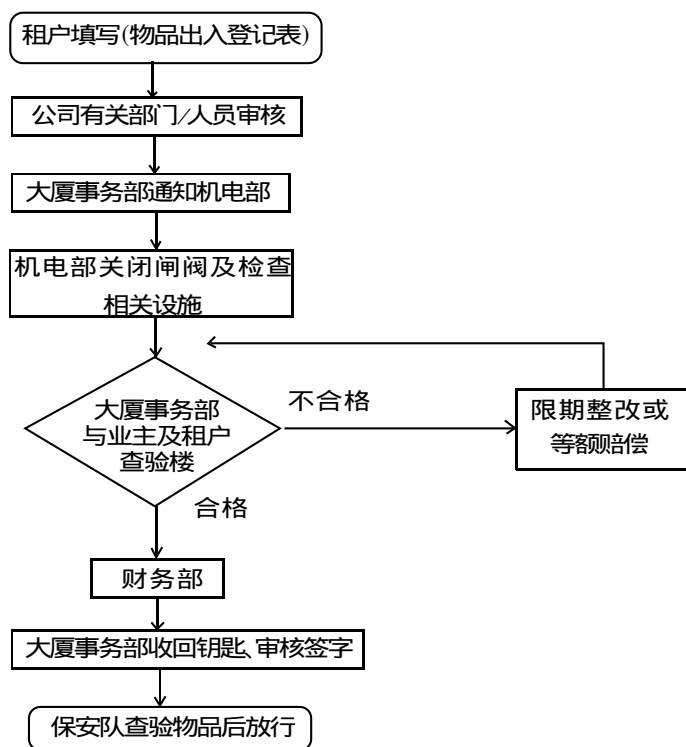 租户填写(物品出入登记表)
公司有关部门/人员审核
大厦事务部通知机电部
机电部关闭闸阀及检查
相关设施
大厦事务部
与业主及租户
查验楼
不合格
限期整改或
等额赔偿
合格
财务部
大厦事务部收回钥匙、审核签字
保安队查验物品后放行